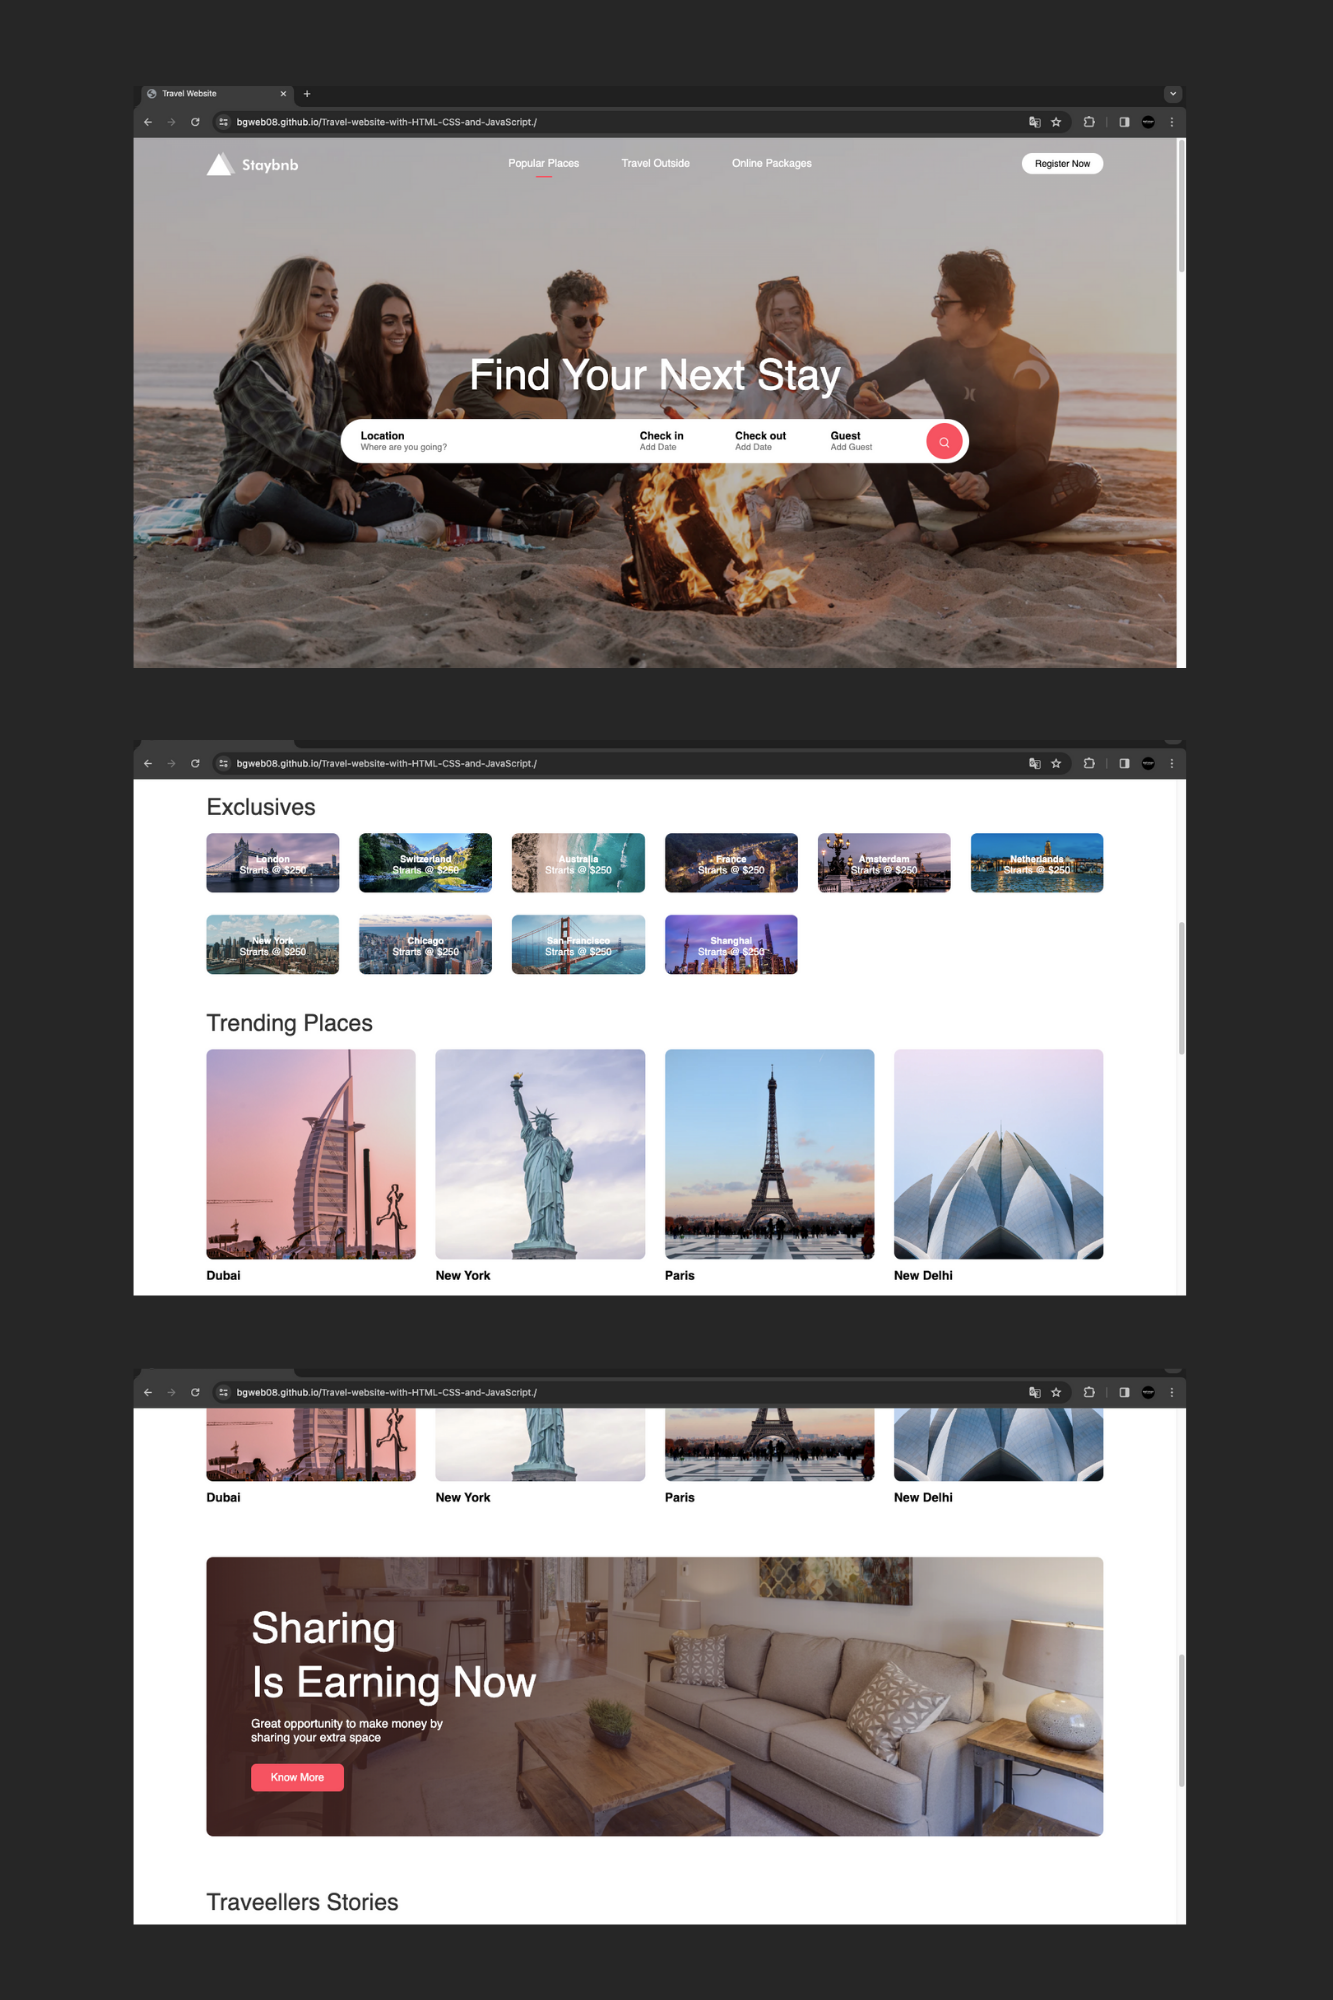 Travel Website
bgweb08.github.io/Travel-website-with-HTML-CSS-and-JavaScript./
Staybnb
Popular Places
Travel Outside
Online Packages
Register Now
Find Your Next Stay
Location
Where are you going?
Check in
Add Date
Check out
Add Date
Guest
Add Guest
bgweb08.github.io/Travel-website-with-HTML-CSS-and-JavaScript./
Exclusives
London
Strarts @ $250
Switzerland
Strarts @ $250
Australia
Strarts @ $250
France
Strarts @ $250
Amsterdam
Strarts @ $250
Netherlands
Strarts @ $250
New York
Strarts @ $250
Chicago
Strarts @ $250
San Francisco
Strarts @ $250
Shanghai
Strarts @ $250
Trending Places
Dubai
New York
Paris
New Delhi
bgweb08.github.io/Travel-website-with-HTML-CSS-and-JavaScript./
Dubai
New York
Paris
New Delhi
Sharing
Is Earning Now
Great opportunity to make money by
sharing your extra space
Know More
Traveellers Stories